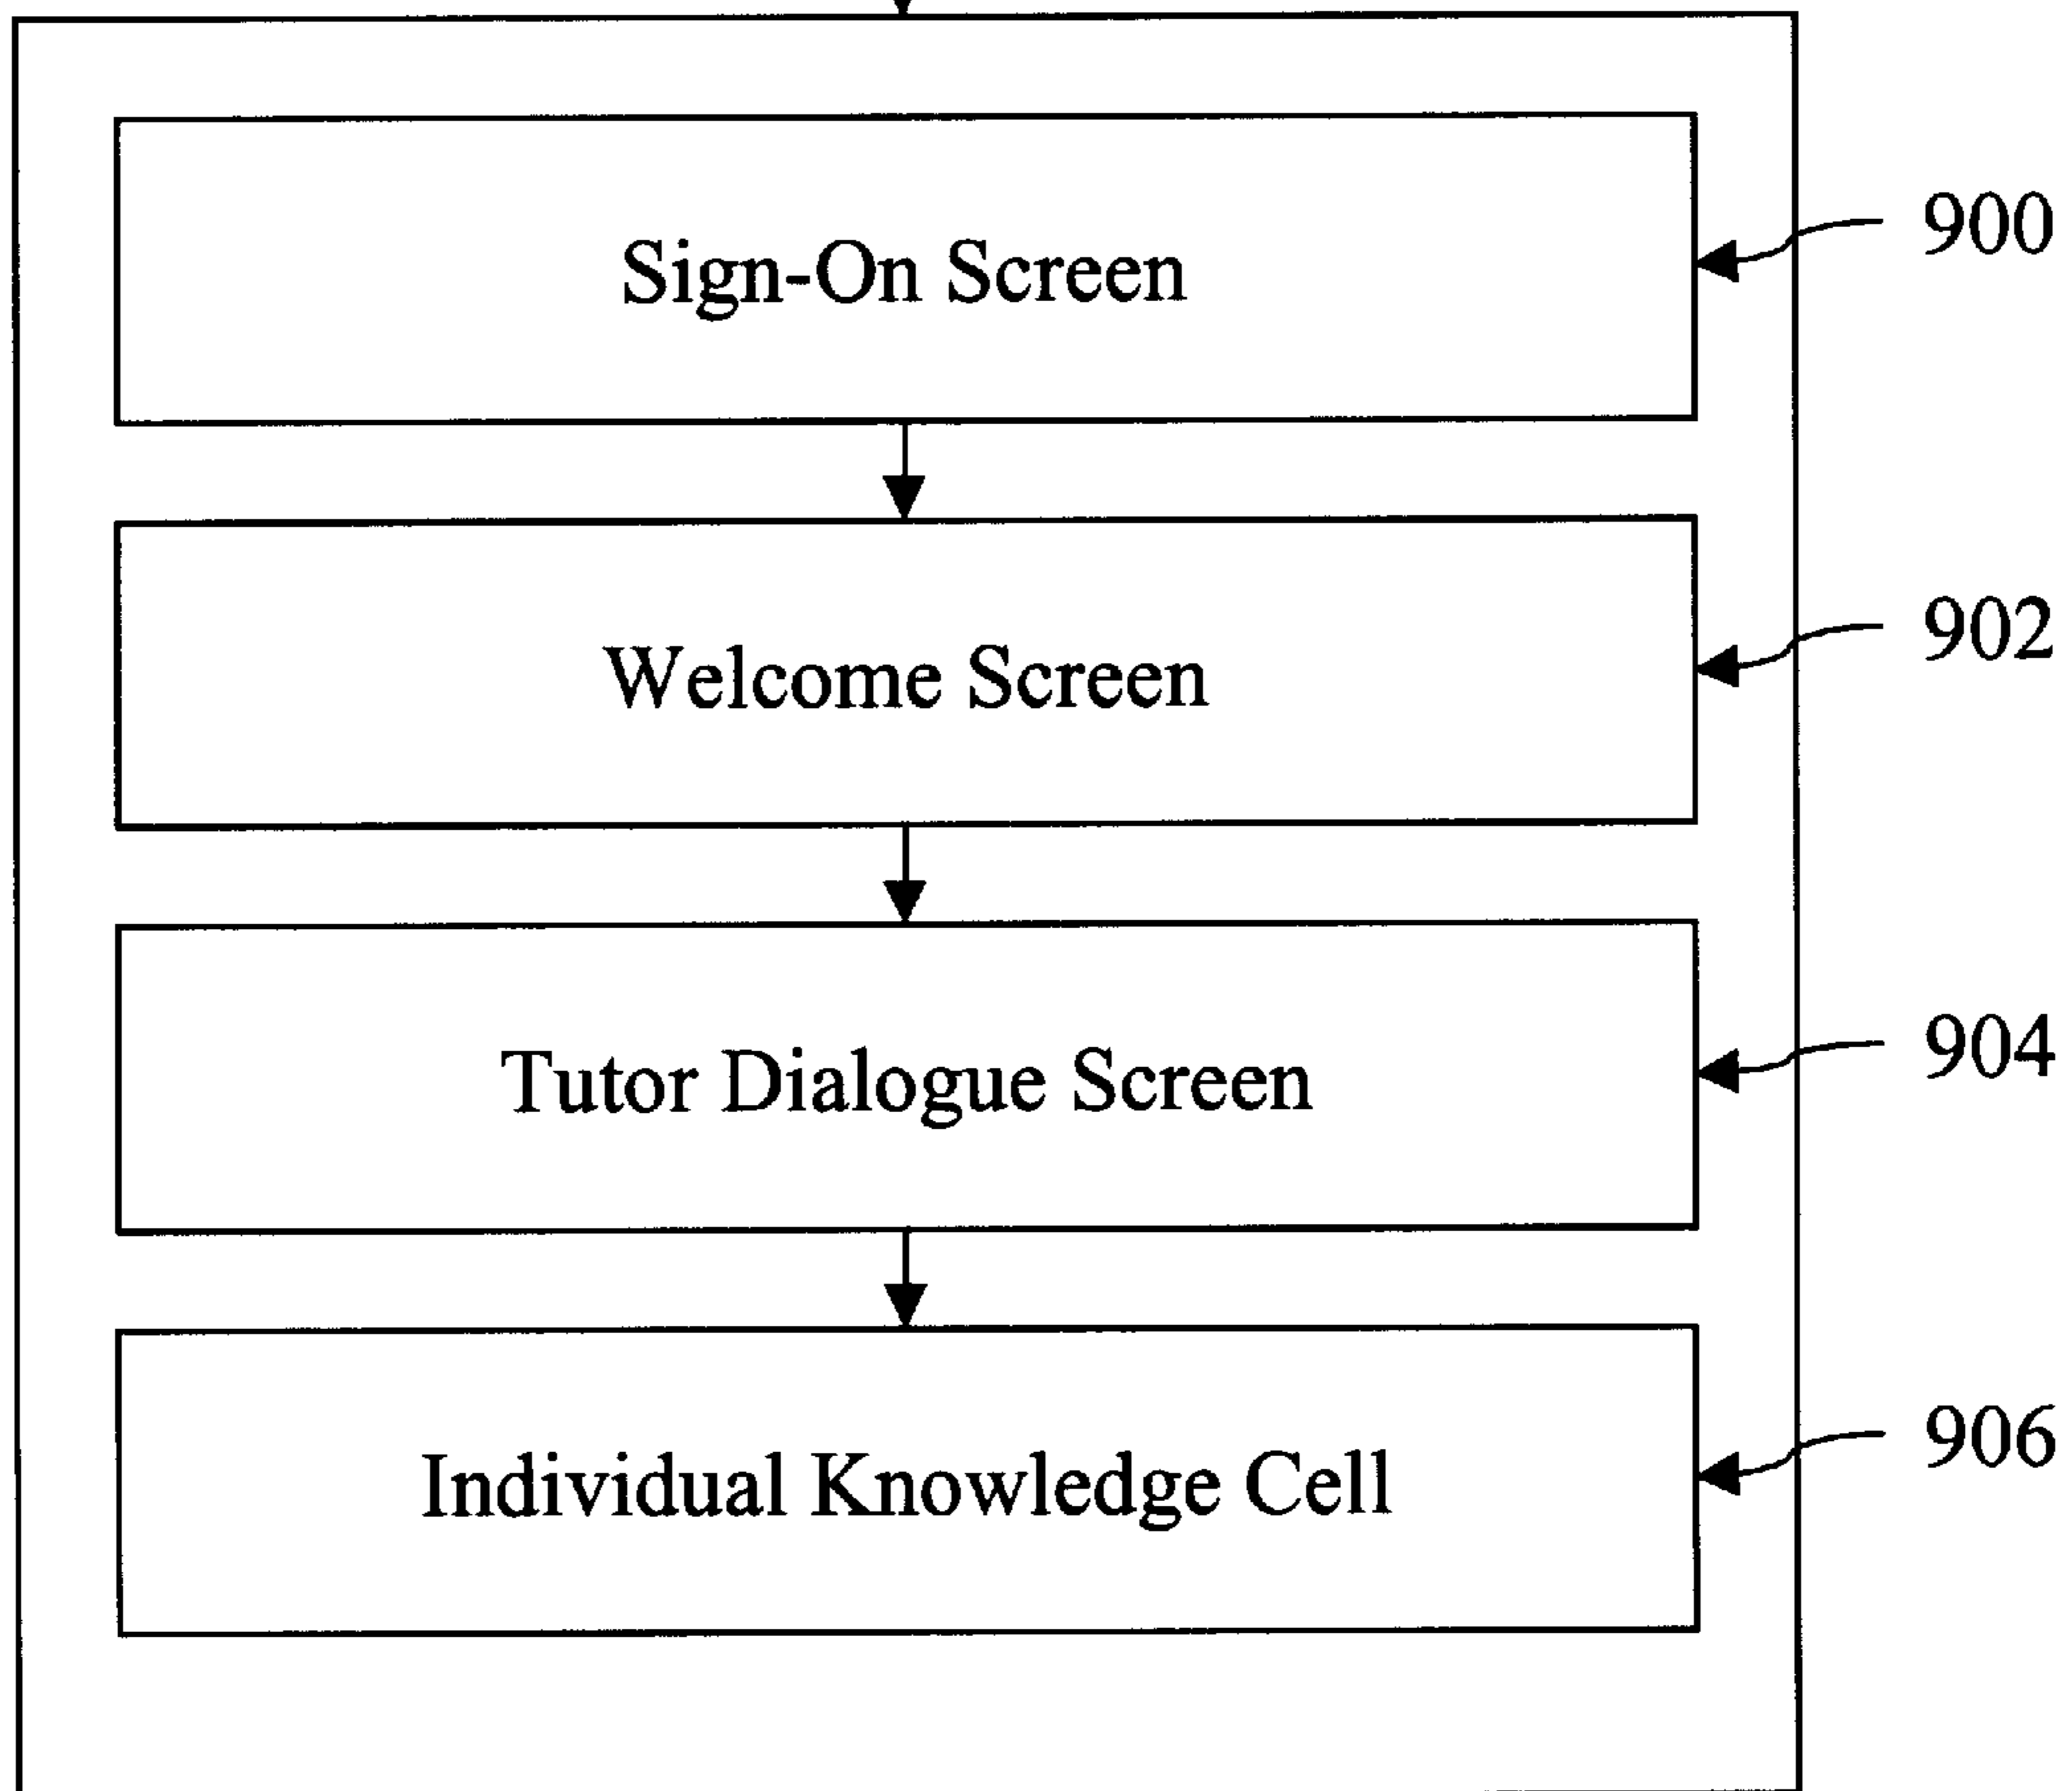 Sign-On Screen
900
Welcome Screen
902
Tutor Dialogue Screen
904
Individual Knowledge Cell
906